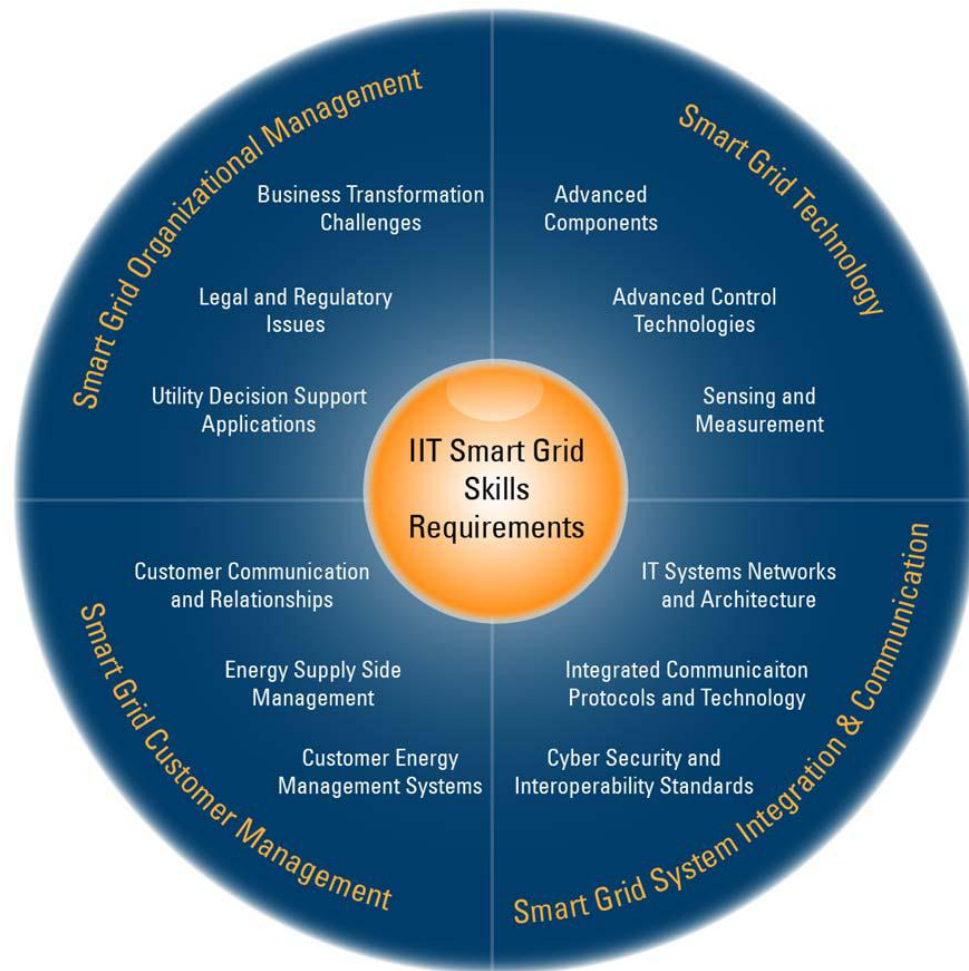 Smart Grid Organizational Management
Business Transformation
Challenges
Legal and Regulatory
Issues
Utility Decision Support
Applications
Smart Grid Technology
Advanced
Components
Advanced Control
Technologies
Sensing and
Measurement
IIT Smart Grid
Skills
Requirements
Smart Grid Customer Management
Customer Communication
and Relationships
Energy Supply Side
Management
Customer Energy
Management Systems
Smart Grid System Integration & Communication
IT Systems Networks
and Architecture
Integrated Communicaiton
Protocols and Technology
Cyber Security and
Interoperability Standards